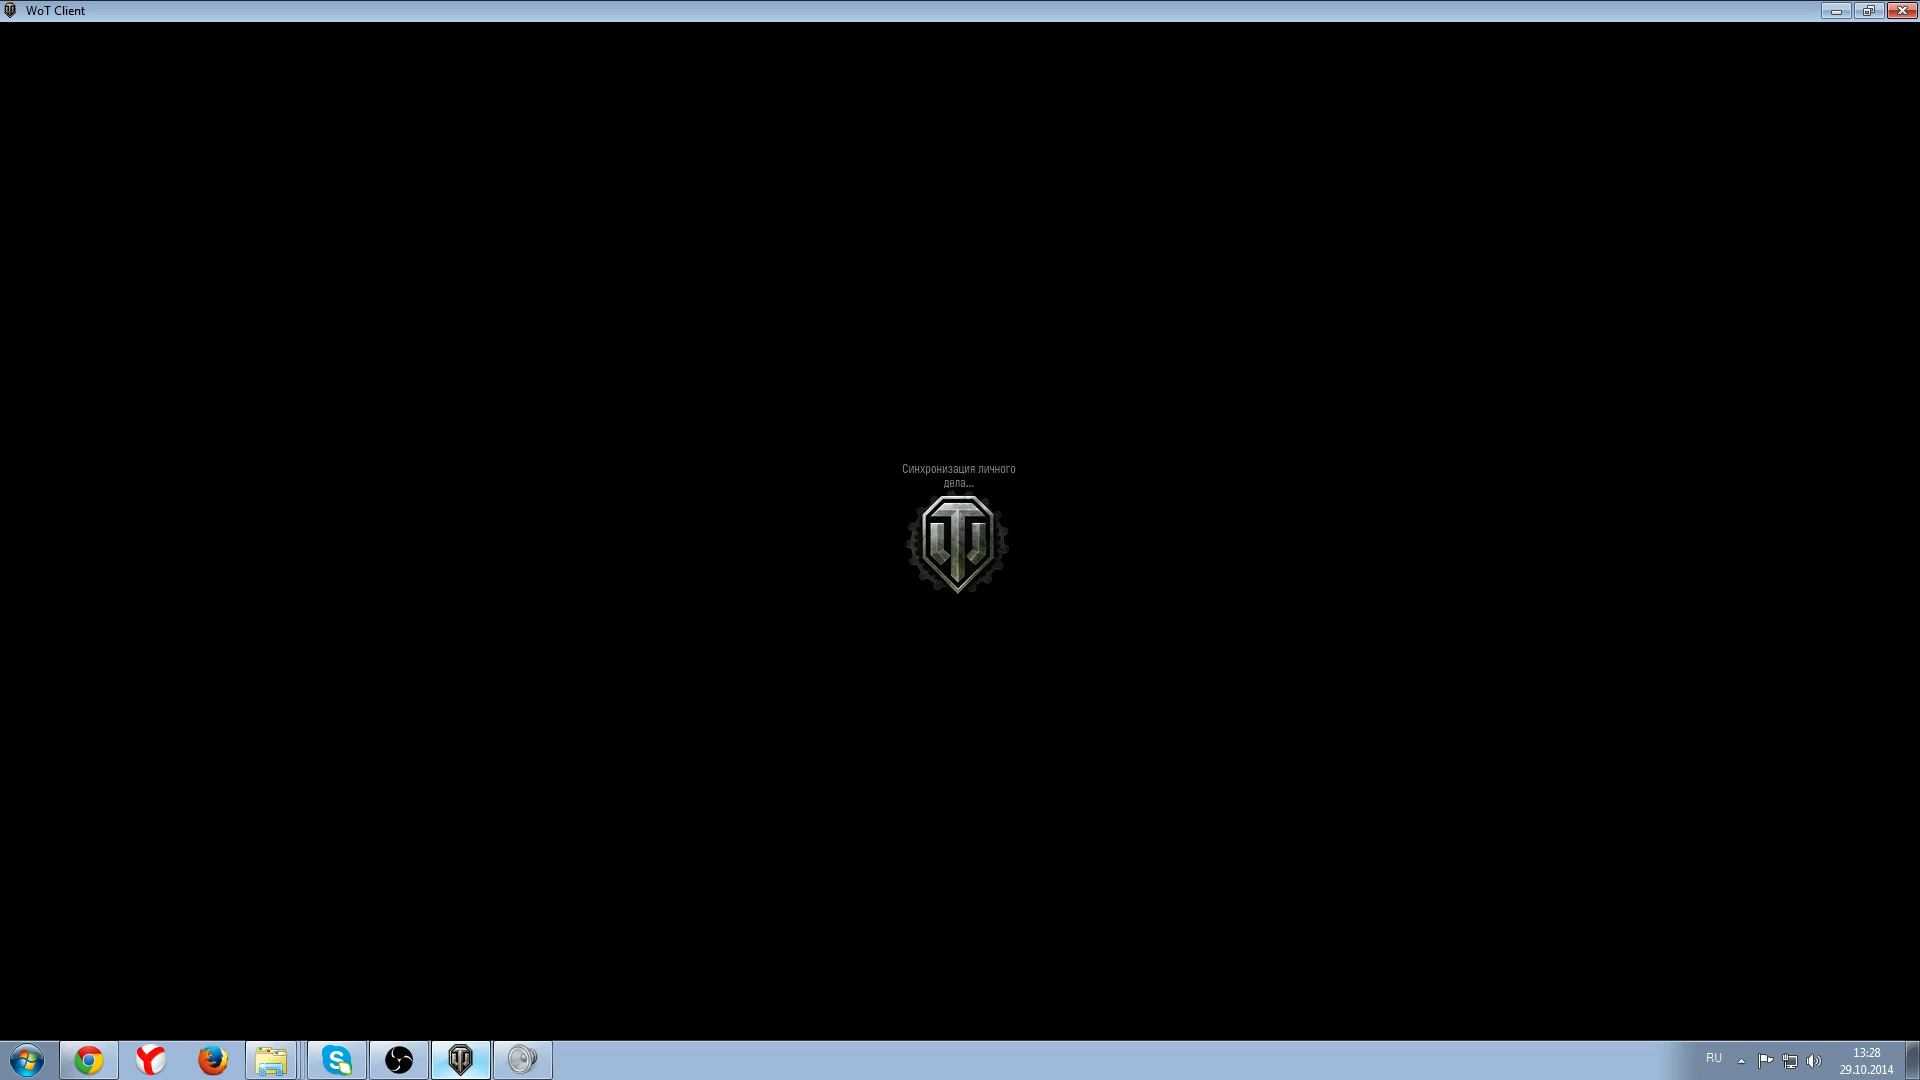 WoT Client
Синхронизация личного
дела...
RU
13:28
29.10.2014